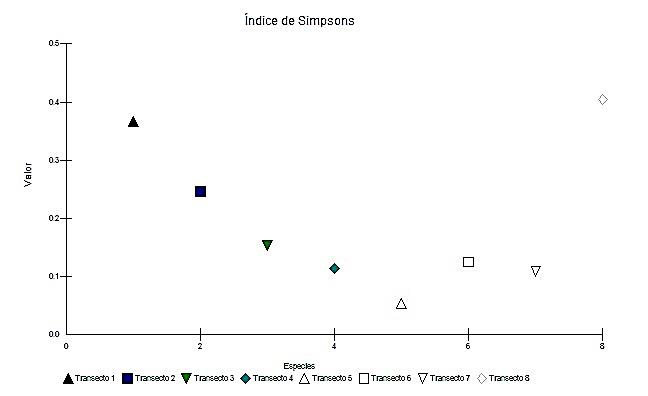 Índice de Simpsons
0.5
0.4
0.3
0.2
0.1
0.0
Valor
0 2 4 6 8
Especies
Transecto 1 Transecto 2 Transecto 3 Transecto 4 Transecto 5 Transecto 6 Transecto 7 Transecto 8